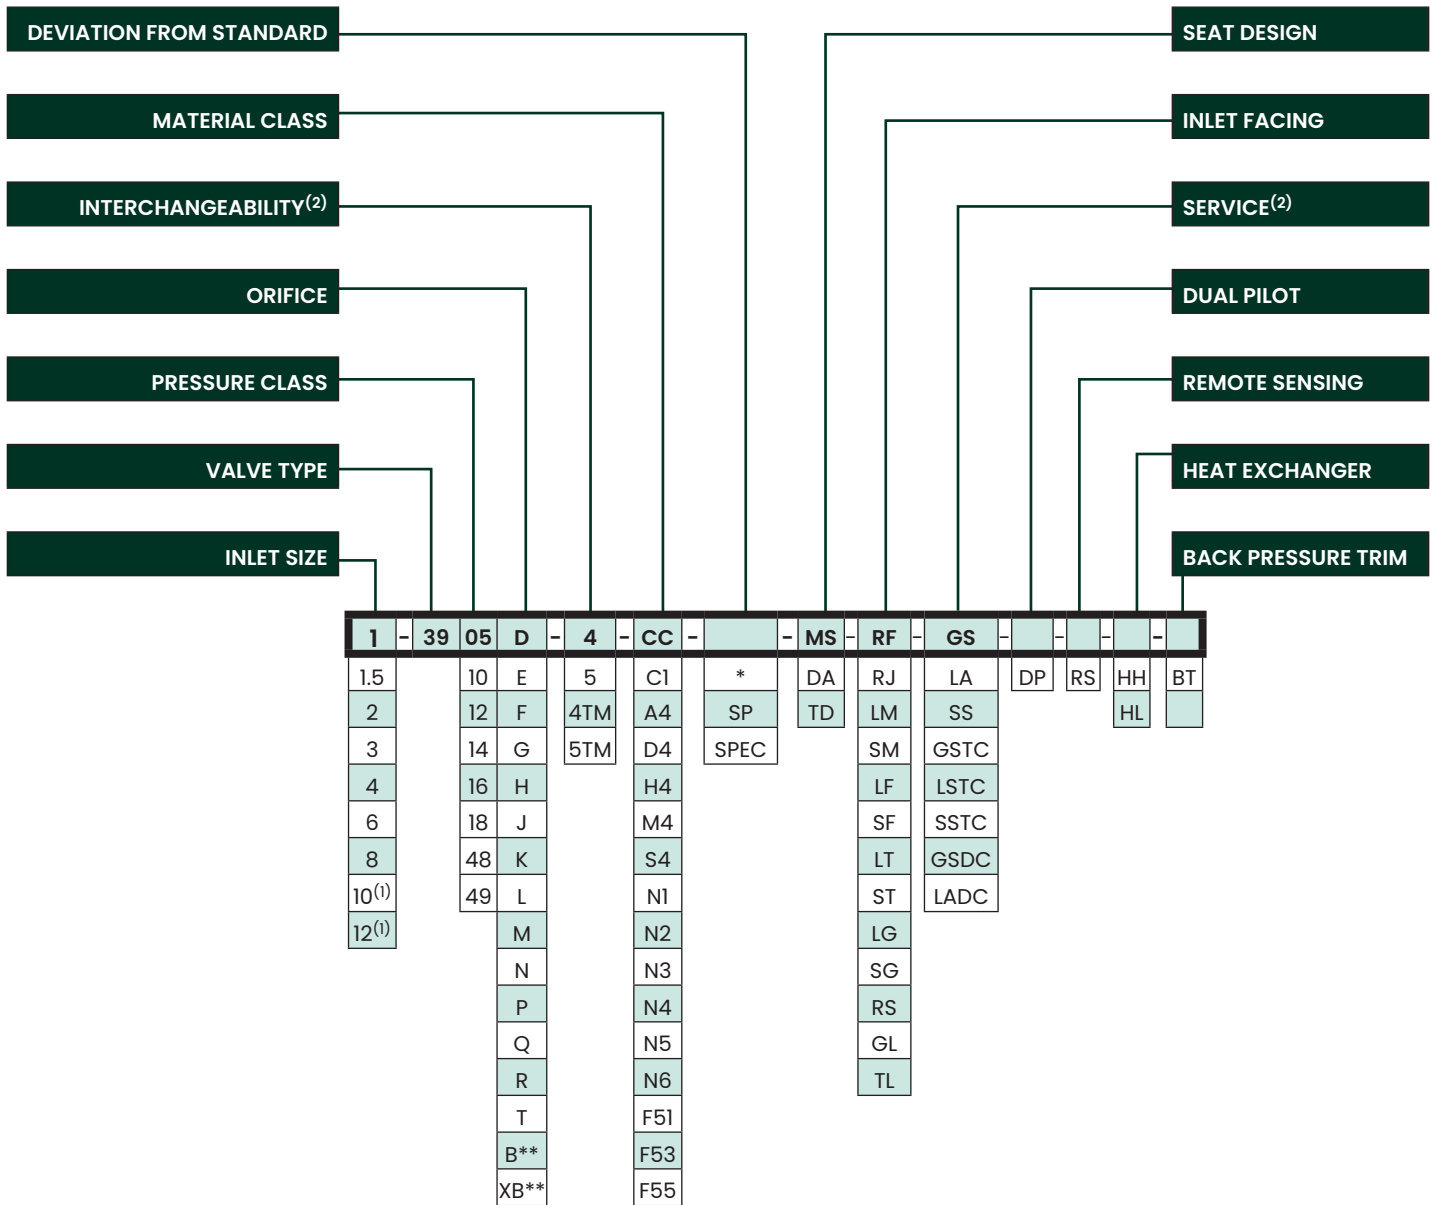 DEVIATION FROM STANDARD
SEAT DESIGN
MATERIAL CLASS
INLET FACING
INTERCHANGEABILITY(2)
SERVICE(2)
ORIFICE
DUAL PILOT
PRESSURE CLASS
REMOTE SENSING
VALVE TYPE
HEAT EXCHANGER
INLET SIZE
BACK PRESSURE TRIM
1 - 39 05 D - 4 - CC - - MS - RF - GS - - - -
1.5 10 E 5 C1 * DA RJ LA DP RS HH BT
2 12 F 4TM A4 SP TD LM SS HL
3 14 G 5TM D4 SPEC SM GSTC
4 16 H H4 LF LSTC
6 18 J M4 SF SSTC
8 48 K S4 LT GSDC
10(1) 49 L N1 ST LADC
12(1) M N2 LG
N N3 SG
P N4 RS
Q N5 GL
R N6 TL
T F51
B** F53
XB** F55